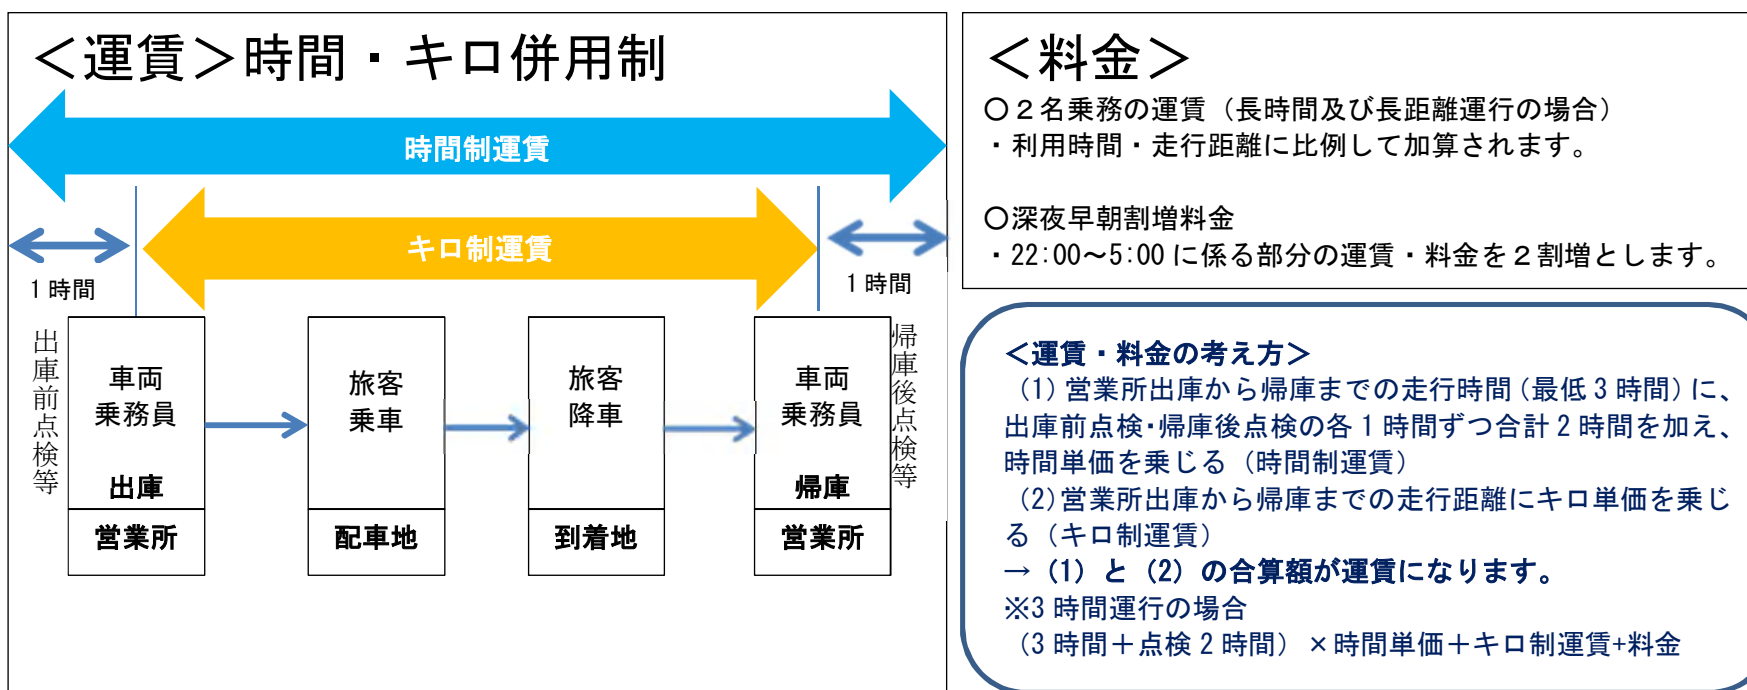 ＜運賃＞時間・キロ併用制
時間制運賃
キロ制運賃
1時間
1時間
出庫前点検等
車両
乗務員
出庫
営業所
旅客
乗車
配車地
旅客
降車
到着地
車両
乗務員
帰庫
営業所
帰庫後点検等
＜料金＞
〇２名乗務の運賃（長時間及び長距離運行の場合）
・利用時間・走行距離に比例して加算されます。
〇深夜早朝割増料金
・22:00～5:00に係る部分の運賃・料金を２割増とします。
＜運賃・料金の考え方＞
(1)営業所出庫から帰庫までの走行時間(最低3時間)に、
出庫前点検・帰庫後点検の各1時間ずつ合計2時間を加え、
時間単価を乗じる（時間制運賃）
(2)営業所出庫から帰庫までの走行距離にキロ単価を乗じ
る（キロ制運賃）
→（1）と（2）の合算額が運賃になります。
※3時間運行の場合
（3時間＋点検2時間）×時間単価＋キロ制運賃+料金